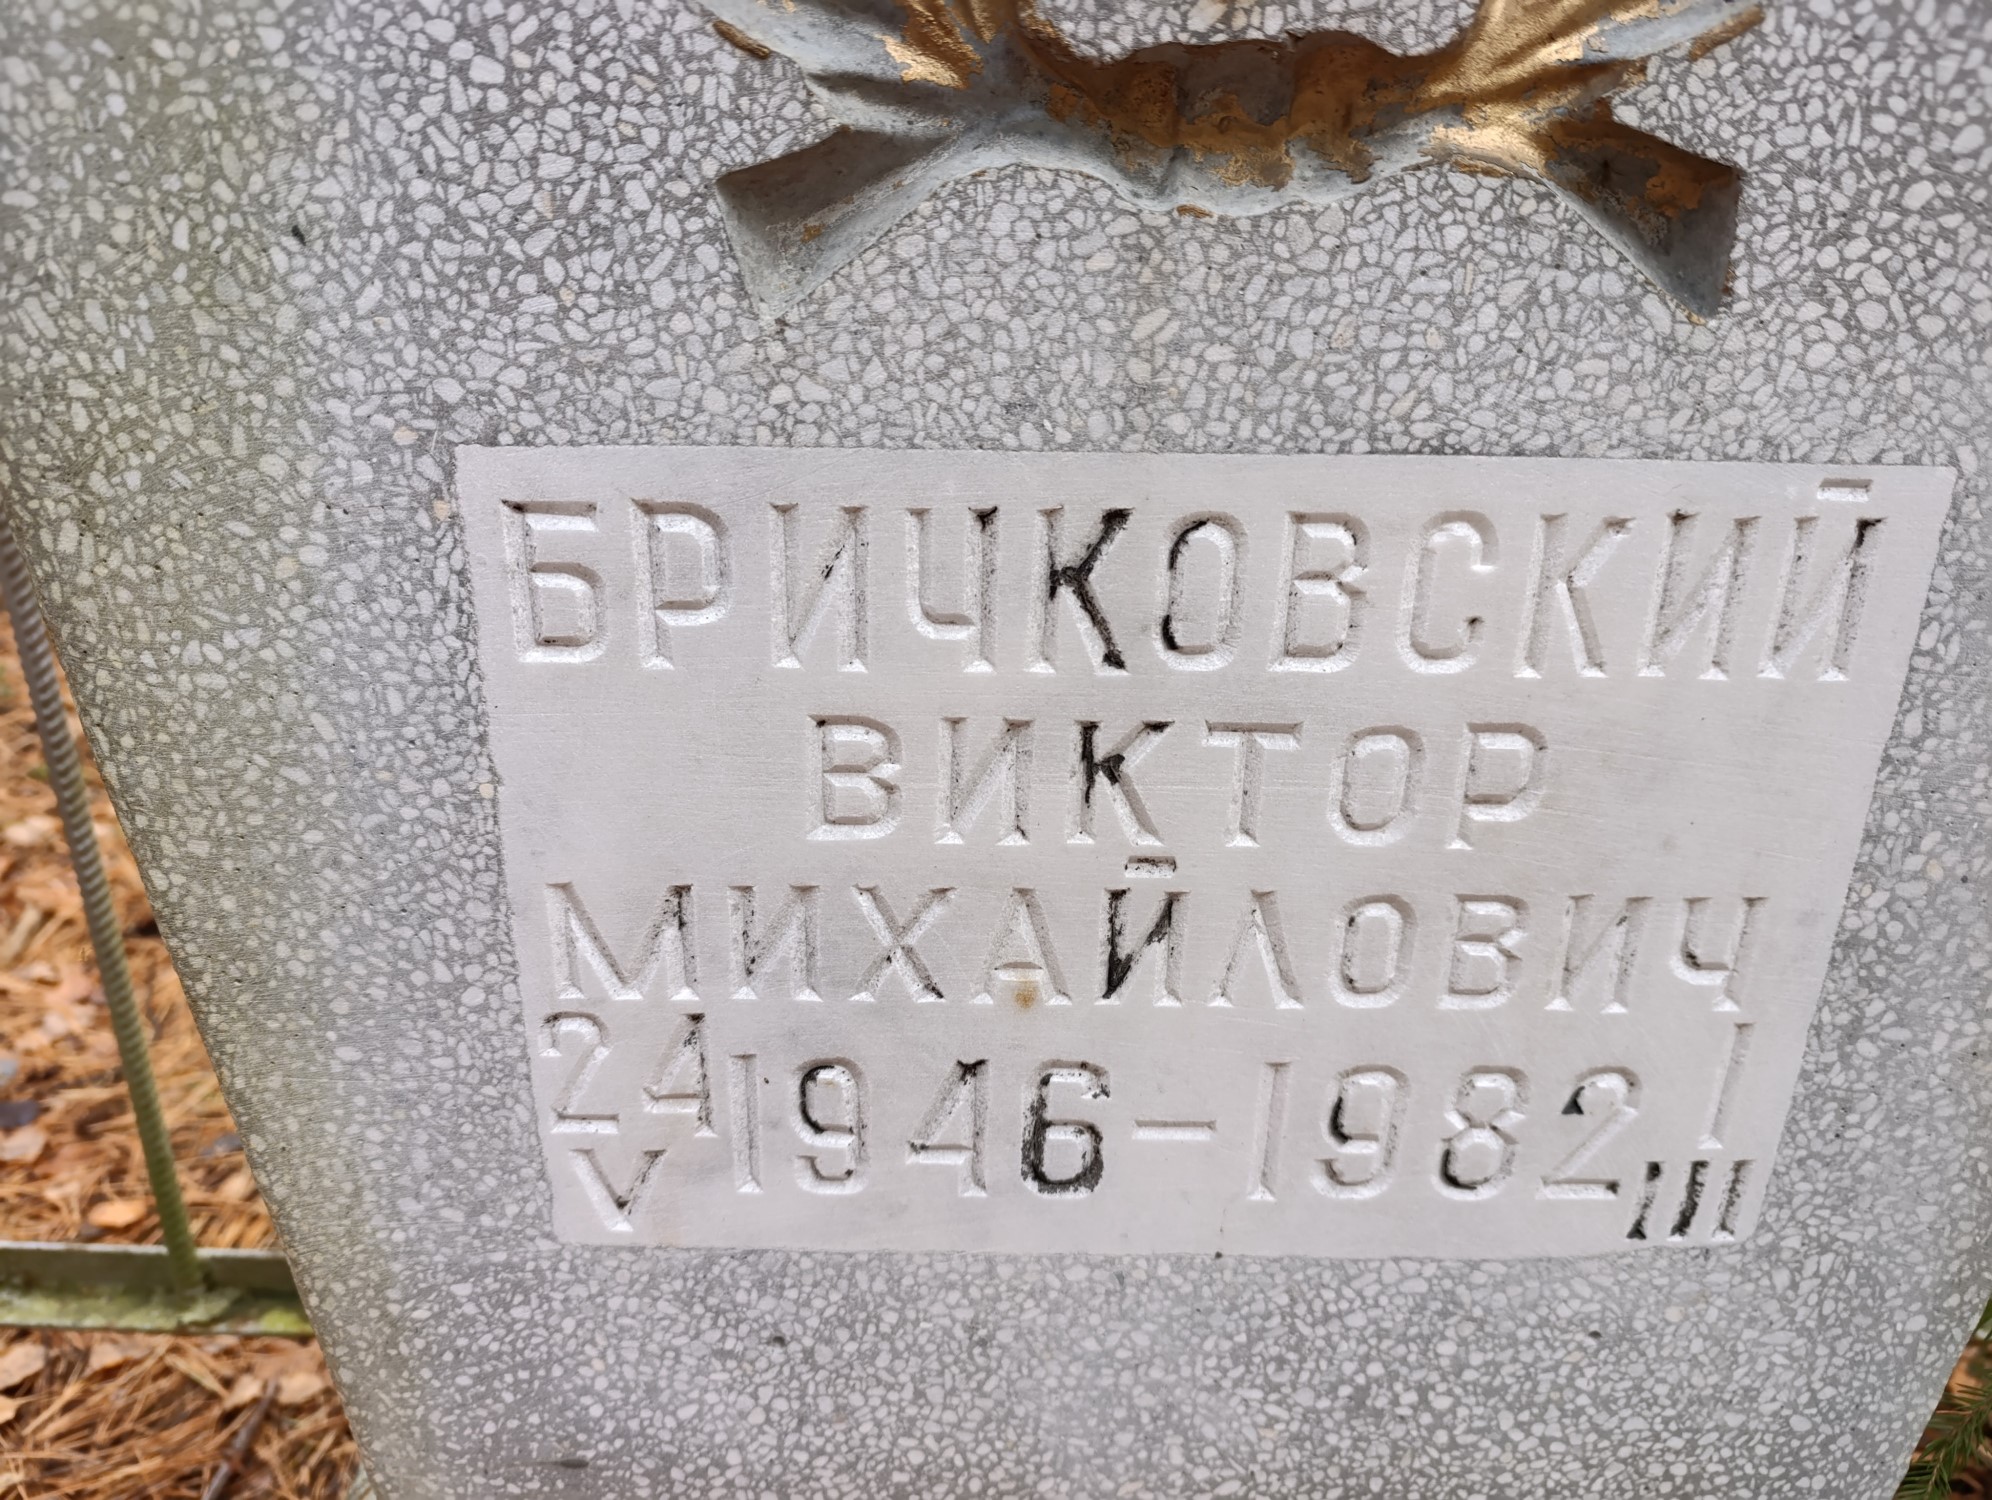 БРИЧКОВСКИЙ
ВИКТОР
МИХАЙЛОВИЧ
24 1946-1982 1
V III